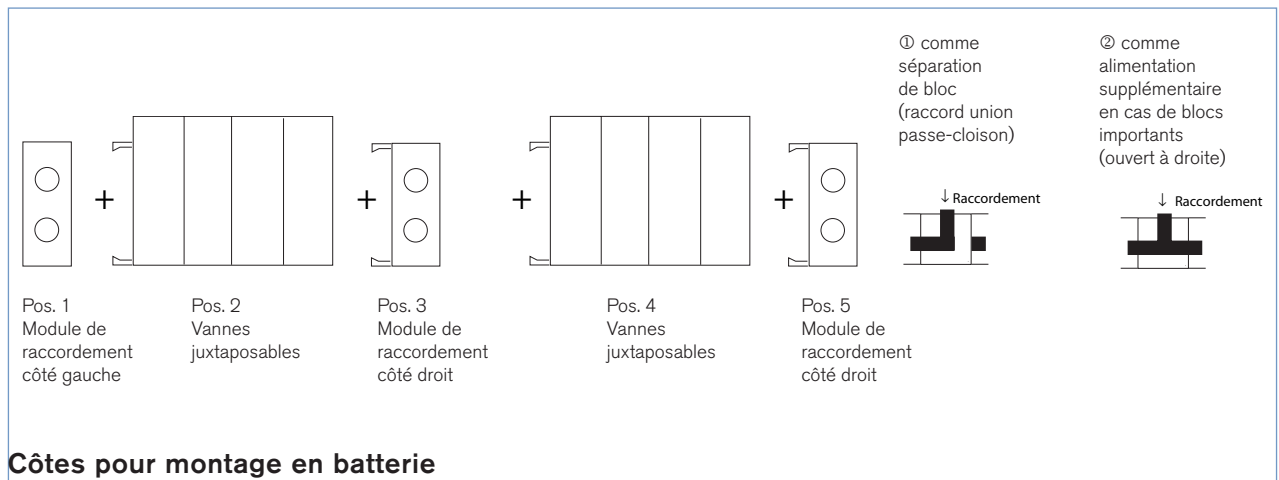 ① comme
séparation
de bloc
(raccord union
passe-cloison)
② comme
alimentation
supplémentaire
en cas de blocs
importants
(ouvert à droite)
+
+
+
+
↓ Raccordement
↓ Raccordement
Pos. 1
Module de
raccordement
côté gauche
Pos. 2
Vannes
juxtaposables
Pos. 3
Module de
raccordement
côté droit
Pos. 4
Vannes
juxtaposables
Pos. 5
Module de
raccordement
côté droit
Côtes pour montage en batterie